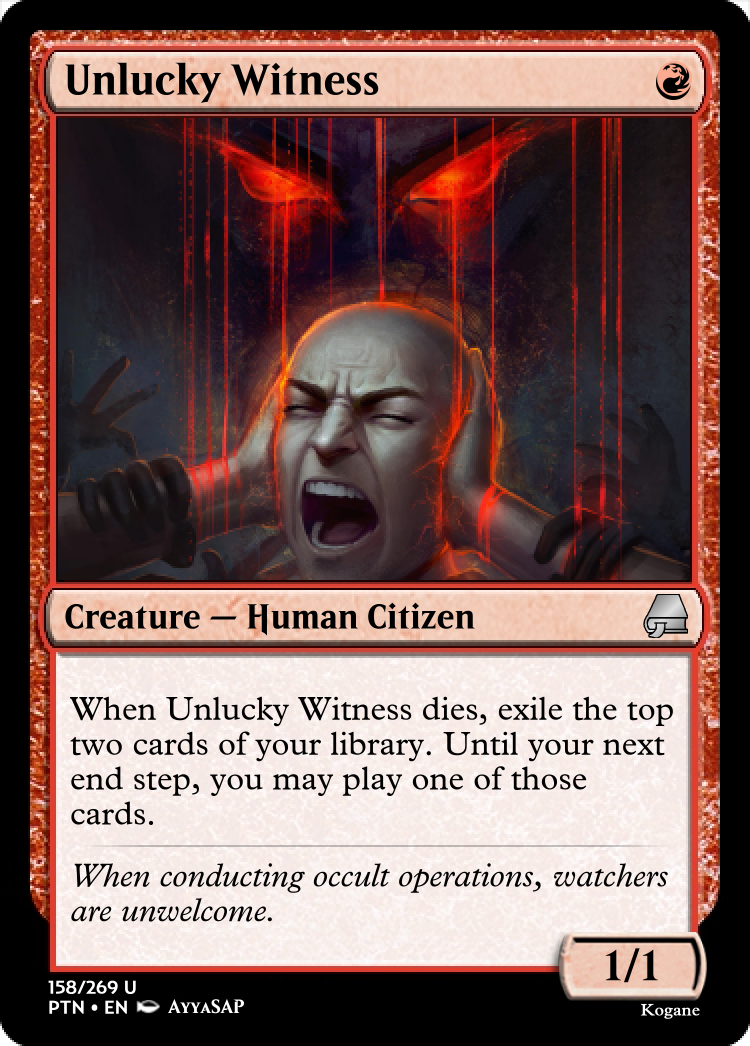 Unlucky Witness
Creature — Human Citizen
When Unlucky Witness dies, exile the top
two cards of your library. Until your next
end step, you may play one of those
cards.
When conducting occult operations, watchers
are unwelcome.
1/1
158/269 U
PTN • EN AyyaSAP
Kogane